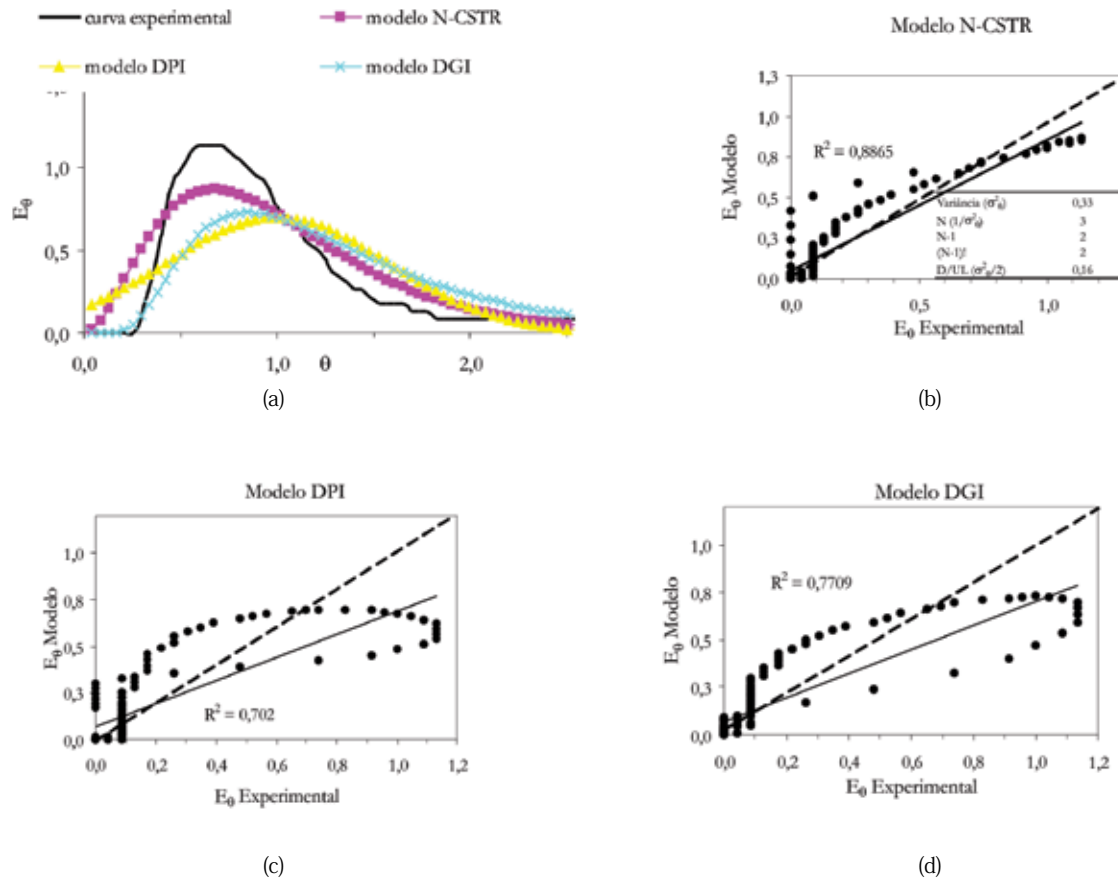 curva experimental
modelo N-CSTR
modelo DPI
modelo DGI
1,0
0,5
0,0
E_θ
0,0
1,0
θ
2,0
(a)
Modelo N-CSTR
1,3
1,0
0,8
0,5
0,3
0,0
E_θ Modelo
R² = 0,8865
Variância (σ²_θ) 0,33
N (1/σ²_θ) 3
N-1 2
(N-1)! 2
D/UL (σ²_θ/2) 0,16
0,0
0,5
1,0
E_θ Experimental
(b)
Modelo DPI
1,0
0,8
0,5
0,3
0,0
E_θ Modelo
R² = 0,702
0,0 0,2 0,4 0,6 0,8 1,0 1,2
E_θ Experimental
(c)
Modelo DGI
1,0
0,8
0,5
0,3
0,0
E_θ Modelo
R² = 0,7709
0,0 0,2 0,4 0,6 0,8 1,0 1,2
E_θ Experimental
(d)